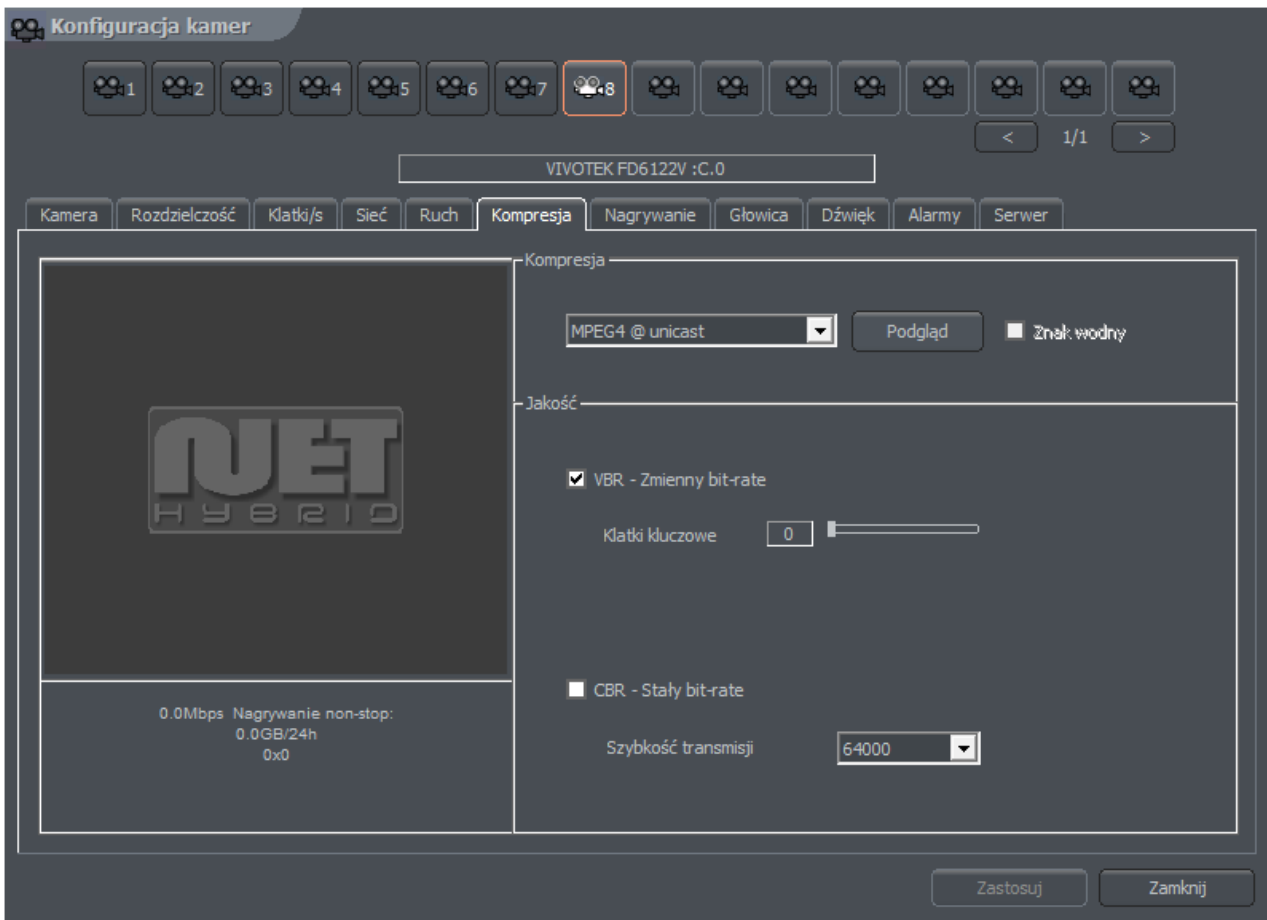 Konfiguracja kamer
1 2 3 4 5 6 7 8
< 1/1 >
VIVOTEK FD6122V :C.0
Kamera Rozdzielczość Klatki/s Sieć Ruch Kompresja Nagrywanie Głowica Dźwięk Alarmy Serwer
Kompresja
MPEG4 @ unicast Podgląd Znak wodny
Jakość
NET
HYBRID
VBR - Zmienny bit-rate
Klatki kluczowe 0
CBR - Stały bit-rate
Szybkość transmisji 64000
0.0Mbps Nagrywanie non-stop:
0.0GB/24h
0x0
Zastosuj Zamknij